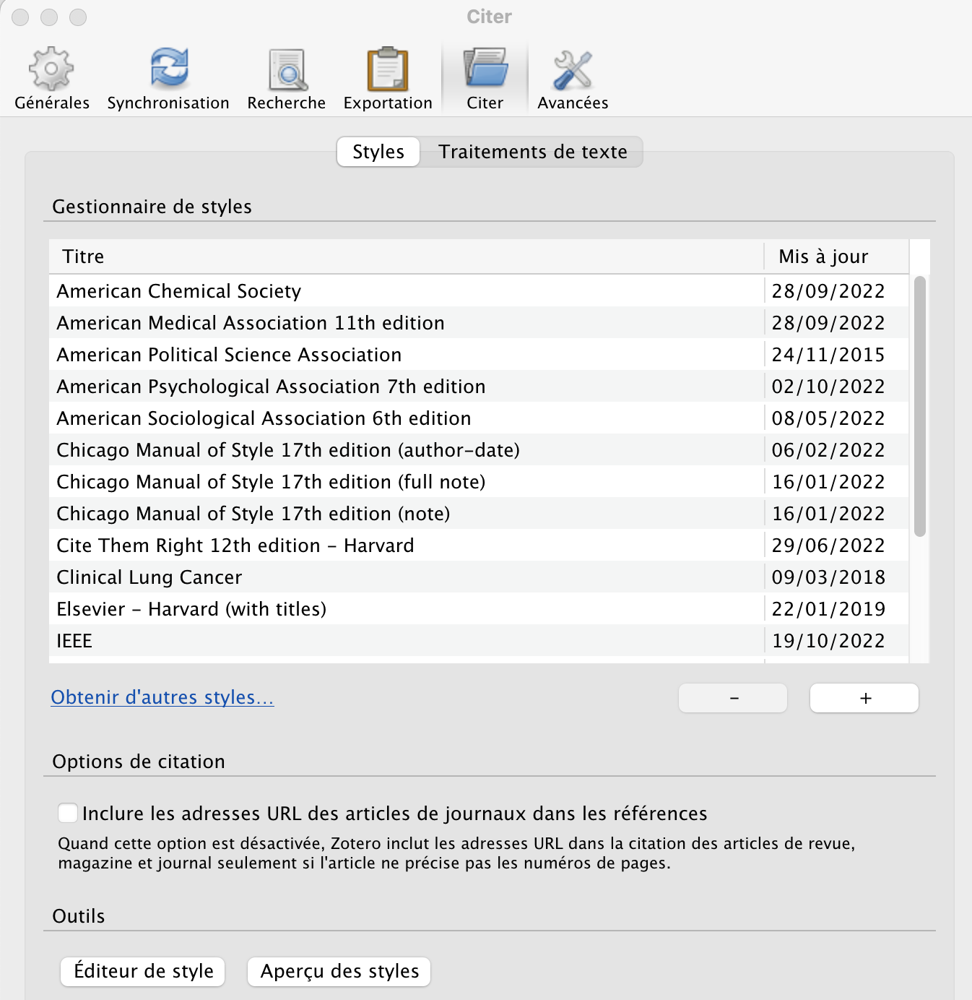 Citer
Générales Synchronisation Recherche Exportation Citer Avancées
Styles Traitements de texte
Gestionnaire de styles
Titre Mis à jour
American Chemical Society 28/09/2022
American Medical Association 11th edition 28/09/2022
American Political Science Association 24/11/2015
American Psychological Association 7th edition 02/10/2022
American Sociological Association 6th edition 08/05/2022
Chicago Manual of Style 17th edition (author-date) 06/02/2022
Chicago Manual of Style 17th edition (full note) 16/01/2022
Chicago Manual of Style 17th edition (note) 16/01/2022
Cite Them Right 12th edition - Harvard 29/06/2022
Clinical Lung Cancer 09/03/2018
Elsevier - Harvard (with titles) 22/01/2019
IEEE 19/10/2022
Obtenir d'autres styles... - +
Options de citation
Inclure les adresses URL des articles de journaux dans les références
Quand cette option est désactivée, Zotero inclut les adresses URL dans la citation des articles de revue,
magazine et journal seulement si l'article ne précise pas les numéros de pages.
Outils
Éditeur de style Aperçu des styles